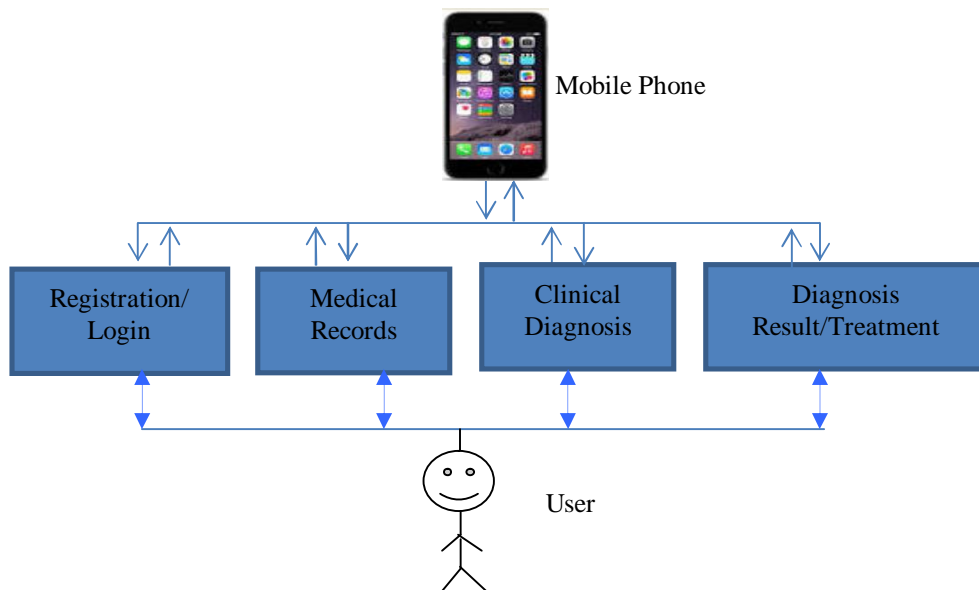 Mobile Phone
Registration/
Login
Medical
Records
Clinical
Diagnosis
Diagnosis
Result/Treatment
User